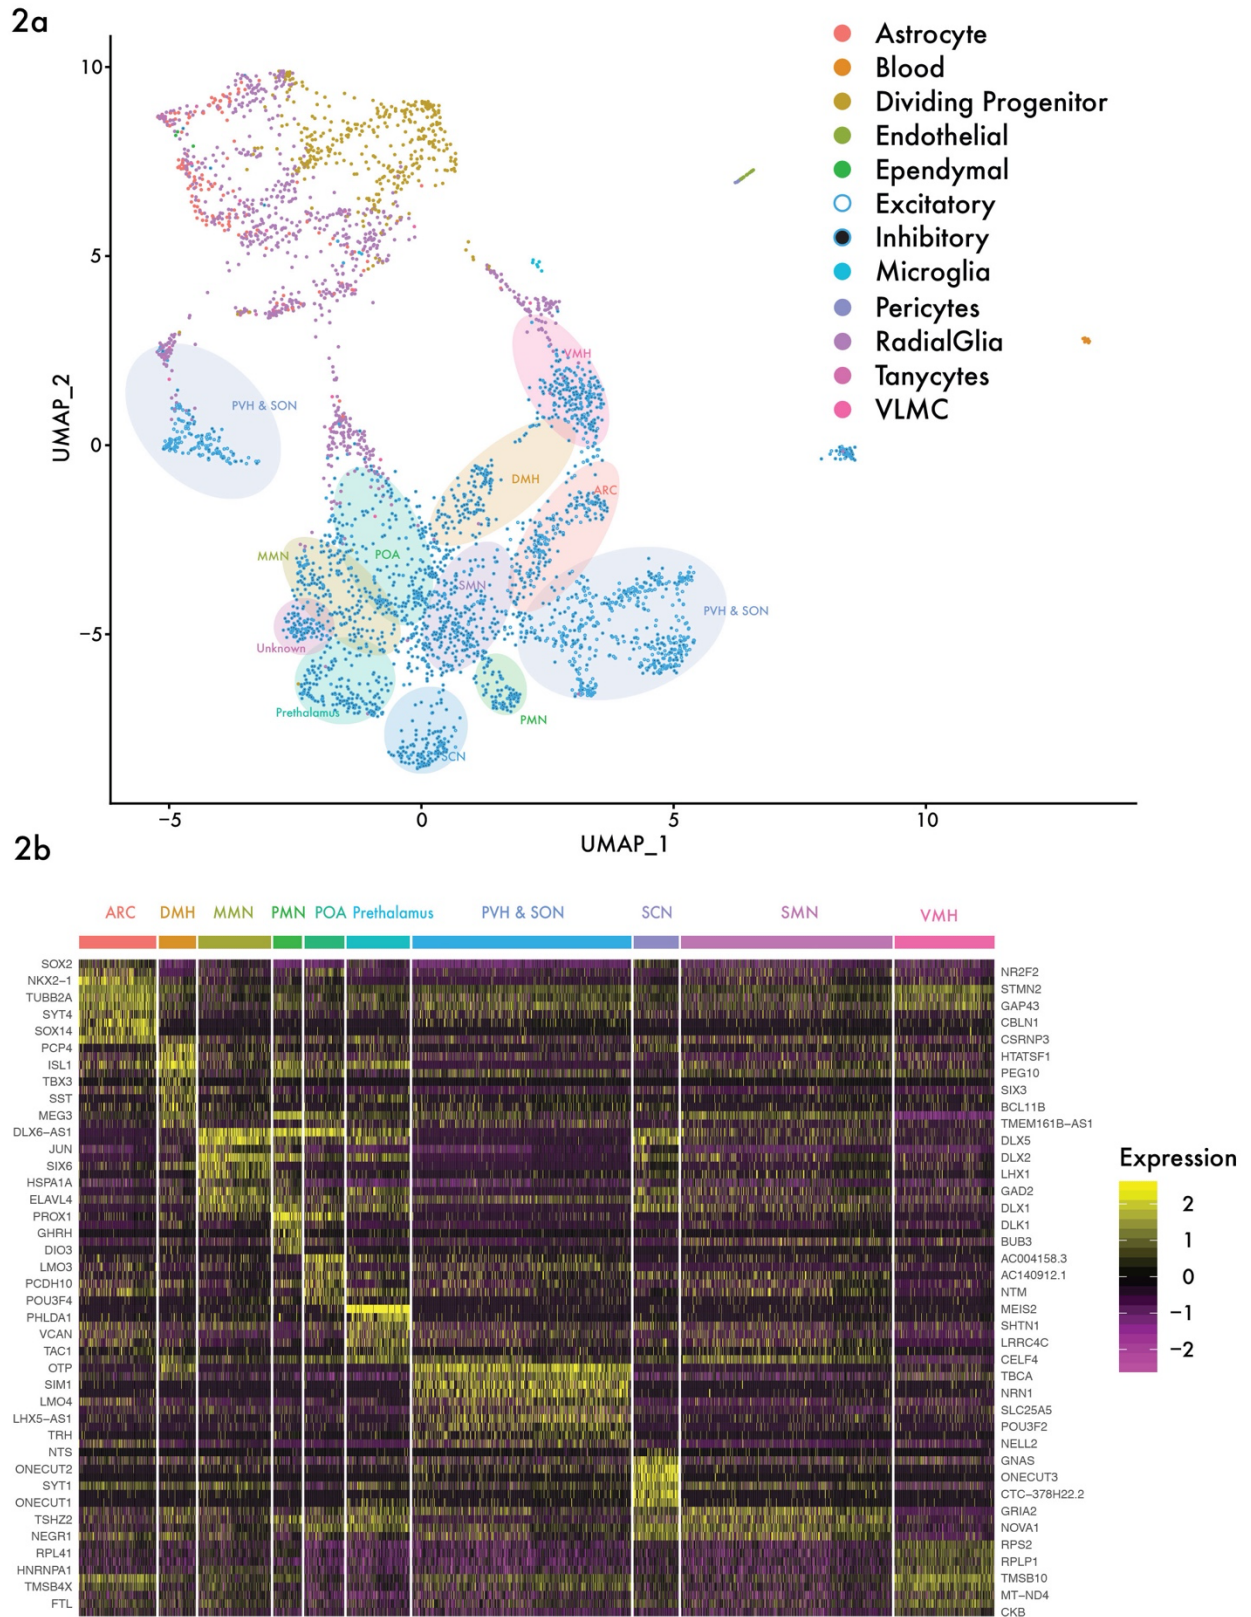 2a
Astrocyte
Blood
Dividing Progenitor
Endothelial
Ependymal
Excitatory
Inhibitory
Microglia
Pericytes
RadialGlia
Tanycytes
VLMC
10
5
0
−5
UMAP_2
VMH
PVH & SON
DMH
ARC
MMN
POA
SMN
PVH & SON
Unknown
Prethalamus
PMN
SCN
−5
0
5
10
UMAP_1
2b
ARC DMH MMN PMN POA Prethalamus PVH & SON SCN SMN VMH
SOX2
NR2F2
NKX2−1
STMN2
TUBB2A
GAP43
SYT4
CBLN1
SOX14
CSRNP3
PCP4
HTATSF1
ISL1
PEG10
TBX3
SIX3
SST
BCL11B
MEG3
TMEM161B−AS1
DLX6−AS1
DLX5
JUN
DLX2
SIX6
LHX1
HSPA1A
GAD2
ELAVL4
DLX1
PROX1
DLK1
GHRH
BUB3
DIO3
AC004158.3
LMO3
AC140912.1
PCDH10
NTM
POU3F4
MEIS2
PHLDA1
SHTN1
VCAN
LRRC4C
TAC1
CELF4
OTP
TBCA
SIM1
NRN1
LMO4
SLC25A5
LHX5−AS1
POU3F2
TRH
NELL2
NTS
GNAS
ONECUT2
ONECUT3
SYT1
CTC−378H22.2
ONECUT1
GRIA2
TSHZ2
NOVA1
NEGR1
RPS2
RPL41
RPLP1
HNRNPA1
TMSB10
TMSB4X
MT−ND4
FTL
CKB
Expression
2
1
0
−1
−2